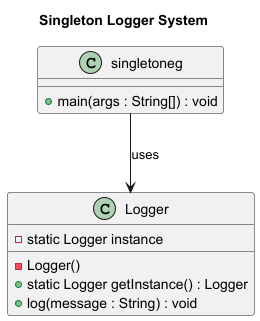 Singleton Logger System
C singletoneg
main(args : String[]) : void
uses
C Logger
static Logger instance
Logger()
static Logger getInstance() : Logger
log(message : String) : void